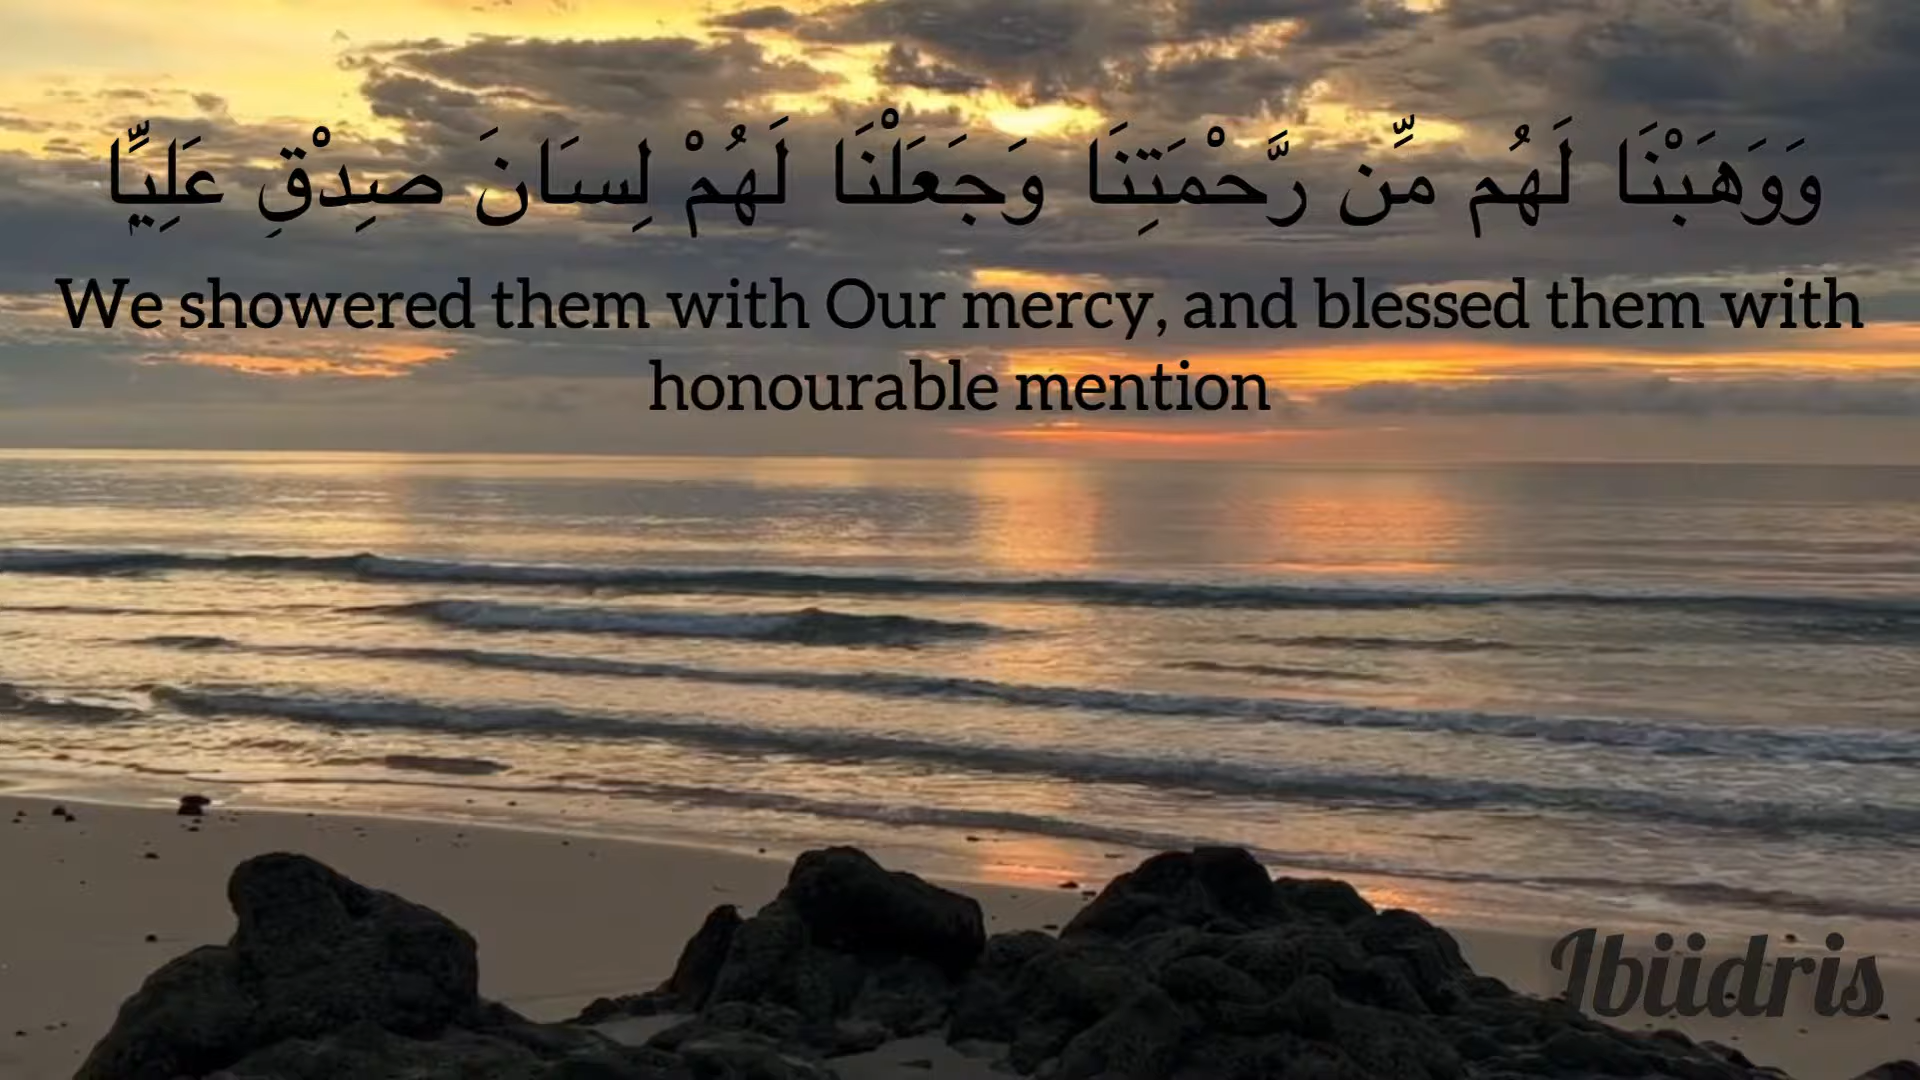 وَوَهَبْنَا لَهُم مِّن رَّحْمَتِنَا وَجَعَلْنَا لَهُمْ لِسَانَ صِدْقٍ عَلِيًّا
We showered them with Our mercy, and blessed them with
honourable mention
Ibiidris